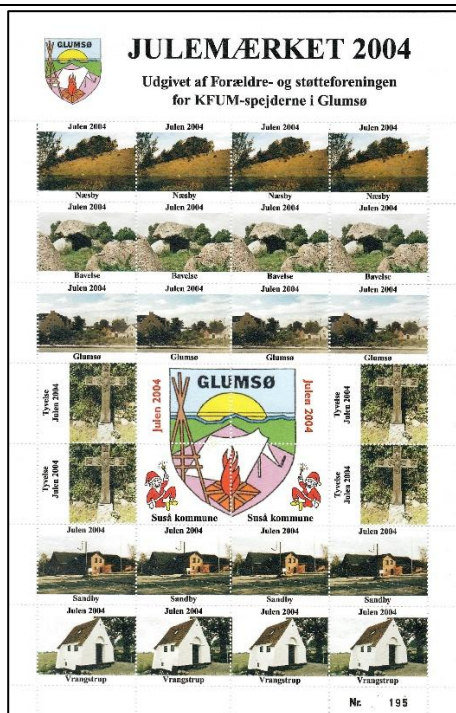 GLUMSØ
JULEMÆRKET 2004
Udgivet af Forældre- og støtteforeningen
for KFUM-spejderne i Glumsø
Julen 2004 Julen 2004 Julen 2004 Julen 2004
Næsby Næsby Næsby Næsby
Julen 2004 Julen 2004 Julen 2004 Julen 2004
Bavelse Bavelse Bavelse Bavelse
Julen 2004 Julen 2004 Julen 2004 Julen 2004
Glumsø Glumsø Glumsø Glumsø
Tyvelse
Julen 2004
Julen 2004
GLUMSØ
Julen 2004
Tyvelse
Julen 2004
Tyvelse
Julen 2004
Suså kommune Suså kommune
Tyvelse
Julen 2004
Julen 2004 Julen 2004 Julen 2004 Julen 2004
Sandby Sandby Sandby Sandby
Julen 2004 Julen 2004 Julen 2004 Julen 2004
Vrangstrup Vrangstrup Vrangstrup Vrangstrup
Nr. 195